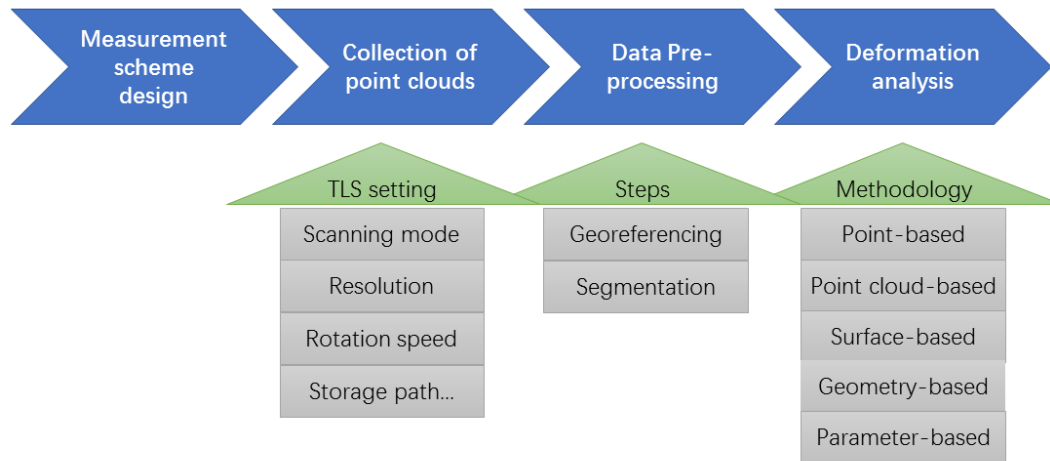 Measurement
scheme
design
Collection of
point clouds
Data Pre-
processing
Deformation
analysis
TLS setting
Scanning mode
Resolution
Rotation speed
Storage path...
Steps
Georeferencing
Segmentation
Methodology
Point-based
Point cloud-based
Surface-based
Geometry-based
Parameter-based